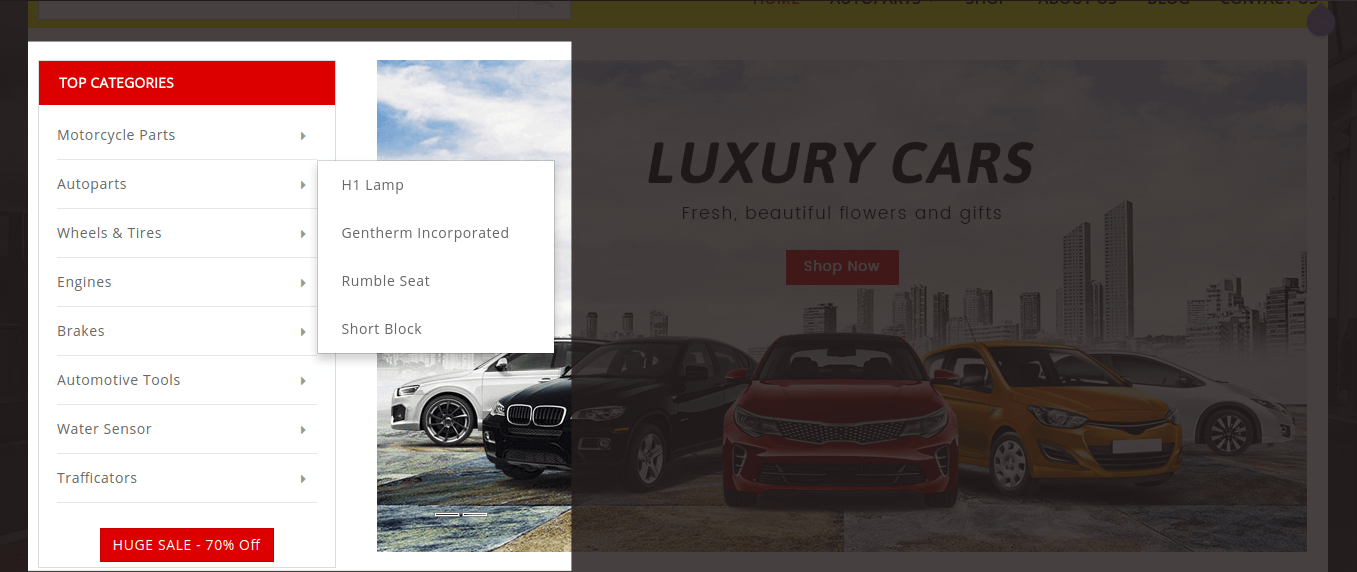 HOME AUTOPARTS SHOP ABOUT US BLOG CONTACT US
TOP CATEGORIES
Motorcycle Parts
Autoparts
Wheels & Tires
Engines
Brakes
Automotive Tools
Water Sensor
Trafficators
HUGE SALE - 70% Off
H1 Lamp
Gentherm Incorporated
Rumble Seat
Short Block
LUXURY CARS
Fresh, beautiful flowers and gifts
Shop Now